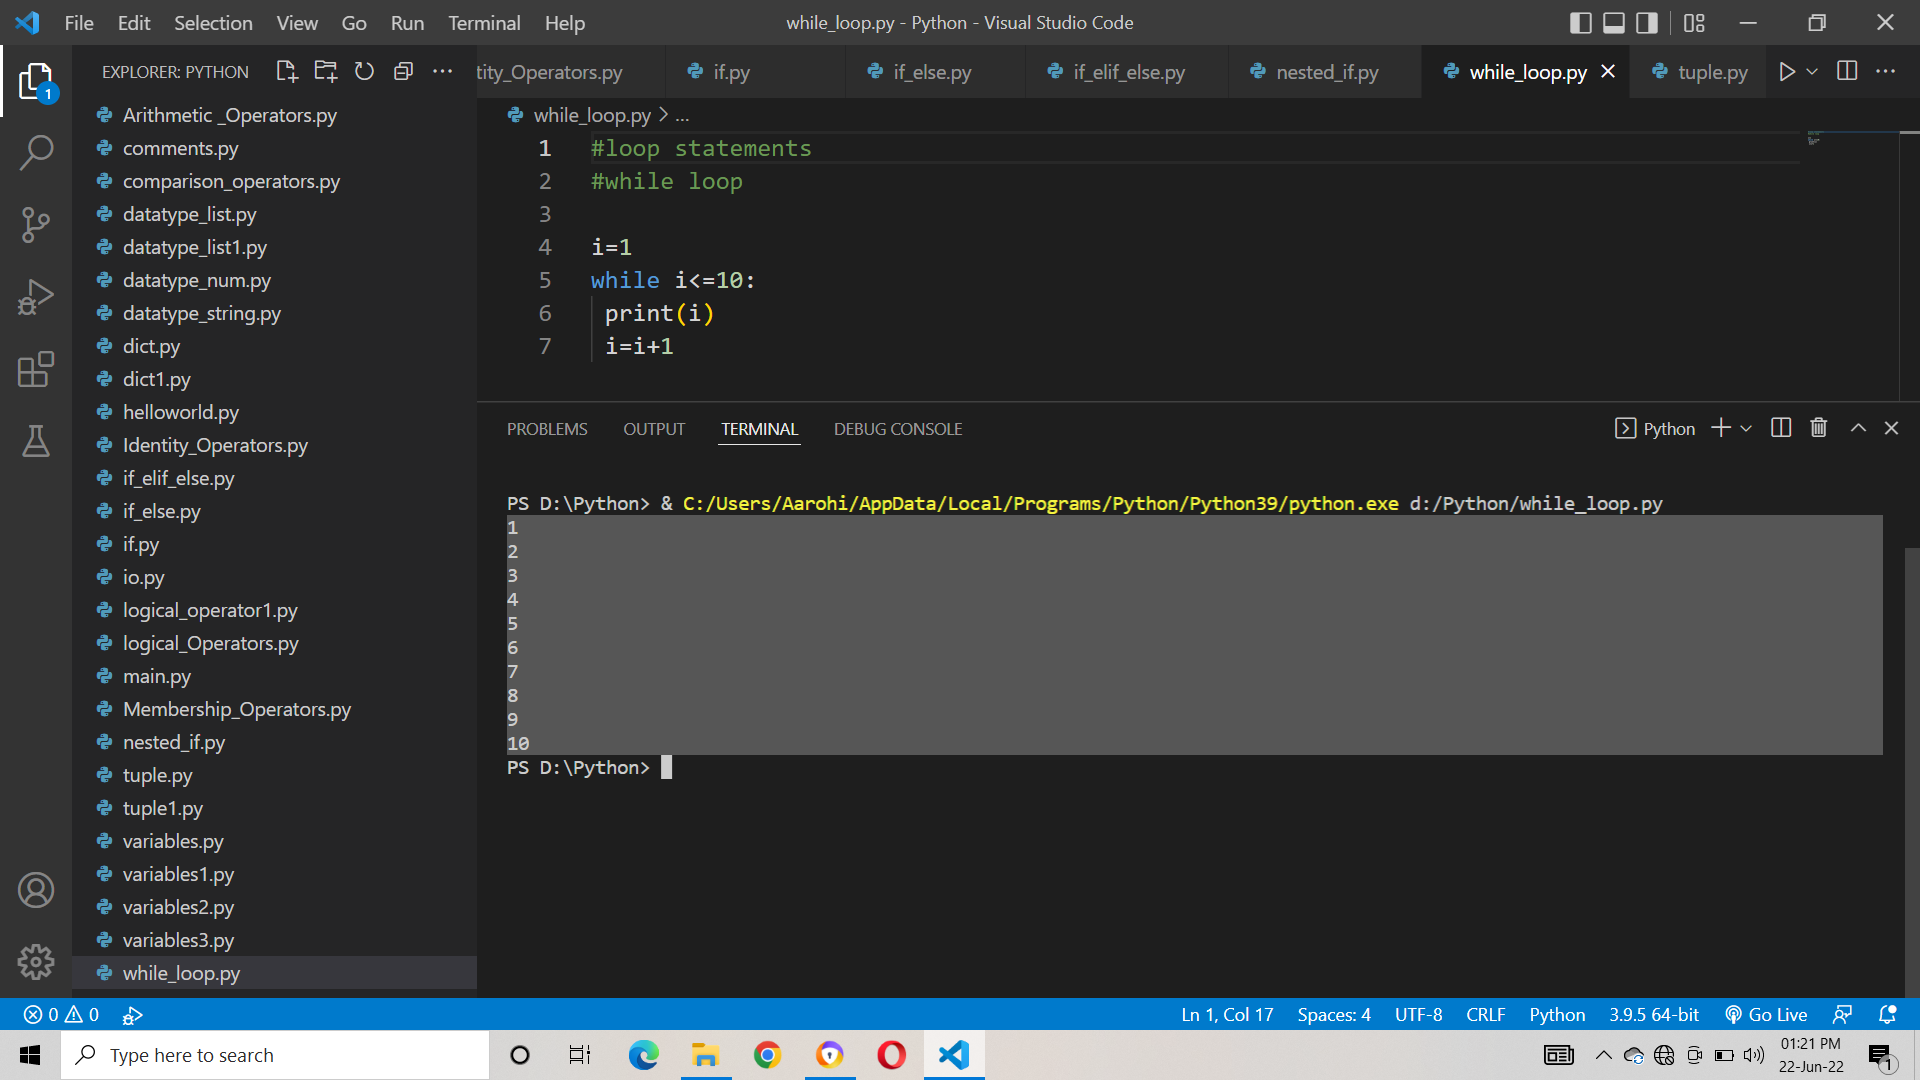 File Edit Selection View Go Run Terminal Help while_loop.py - Python - Visual Studio Code
EXPLORER: PYTHON
tity_Operators.py if.py if_else.py if_elif_else.py nested_if.py while_loop.py tuple.py
1
Arithmetic _Operators.py
comments.py
comparison_operators.py
datatype_list.py
datatype_list1.py
datatype_num.py
datatype_string.py
dict.py
dict1.py
helloworld.py
Identity_Operators.py
if_elif_else.py
if_else.py
if.py
io.py
logical_operator1.py
logical_Operators.py
main.py
Membership_Operators.py
nested_if.py
tuple.py
tuple1.py
variables.py
variables1.py
variables2.py
variables3.py
while_loop.py
while_loop.py > ...
1 #loop statements
2 #while loop
3
4 i=1
5 while i<=10:
6 print(i)
7 i=i+1
PROBLEMS OUTPUT TERMINAL DEBUG CONSOLE Python
PS D:\Python> & C:/Users/Aarohi/AppData/Local/Programs/Python/Python39/python.exe d:/Python/while_loop.py
1
2
3
4
5
6
7
8
9
10
PS D:\Python>
0 0 Ln 1, Col 17 Spaces: 4 UTF-8 CRLF Python 3.9.5 64-bit Go Live
Type here to search
01:21 PM
22-Jun-22
1